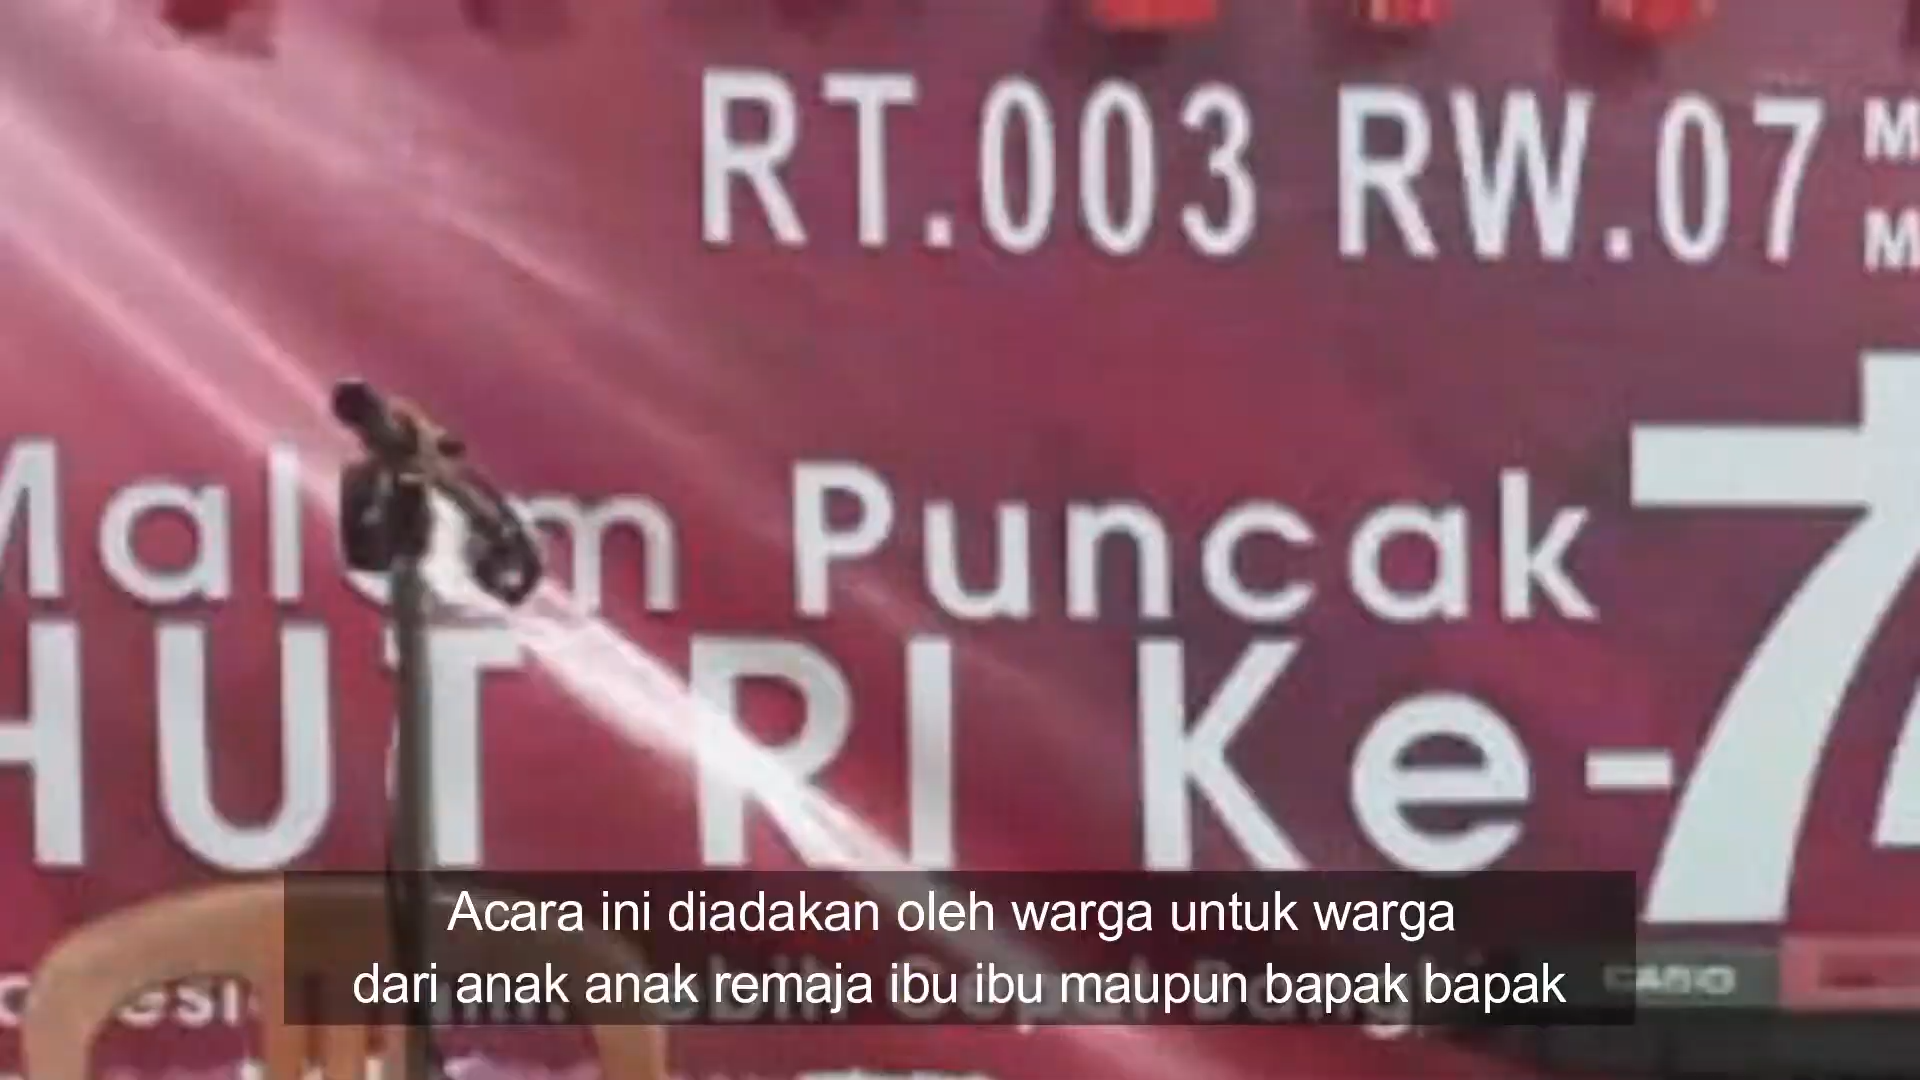 RT.003 RW.07
Malam Puncak
HUT RI Ke-7
Acara ini diadakan oleh warga untuk warga
dari anak anak remaja ibu ibu maupun bapak bapak
CASIO